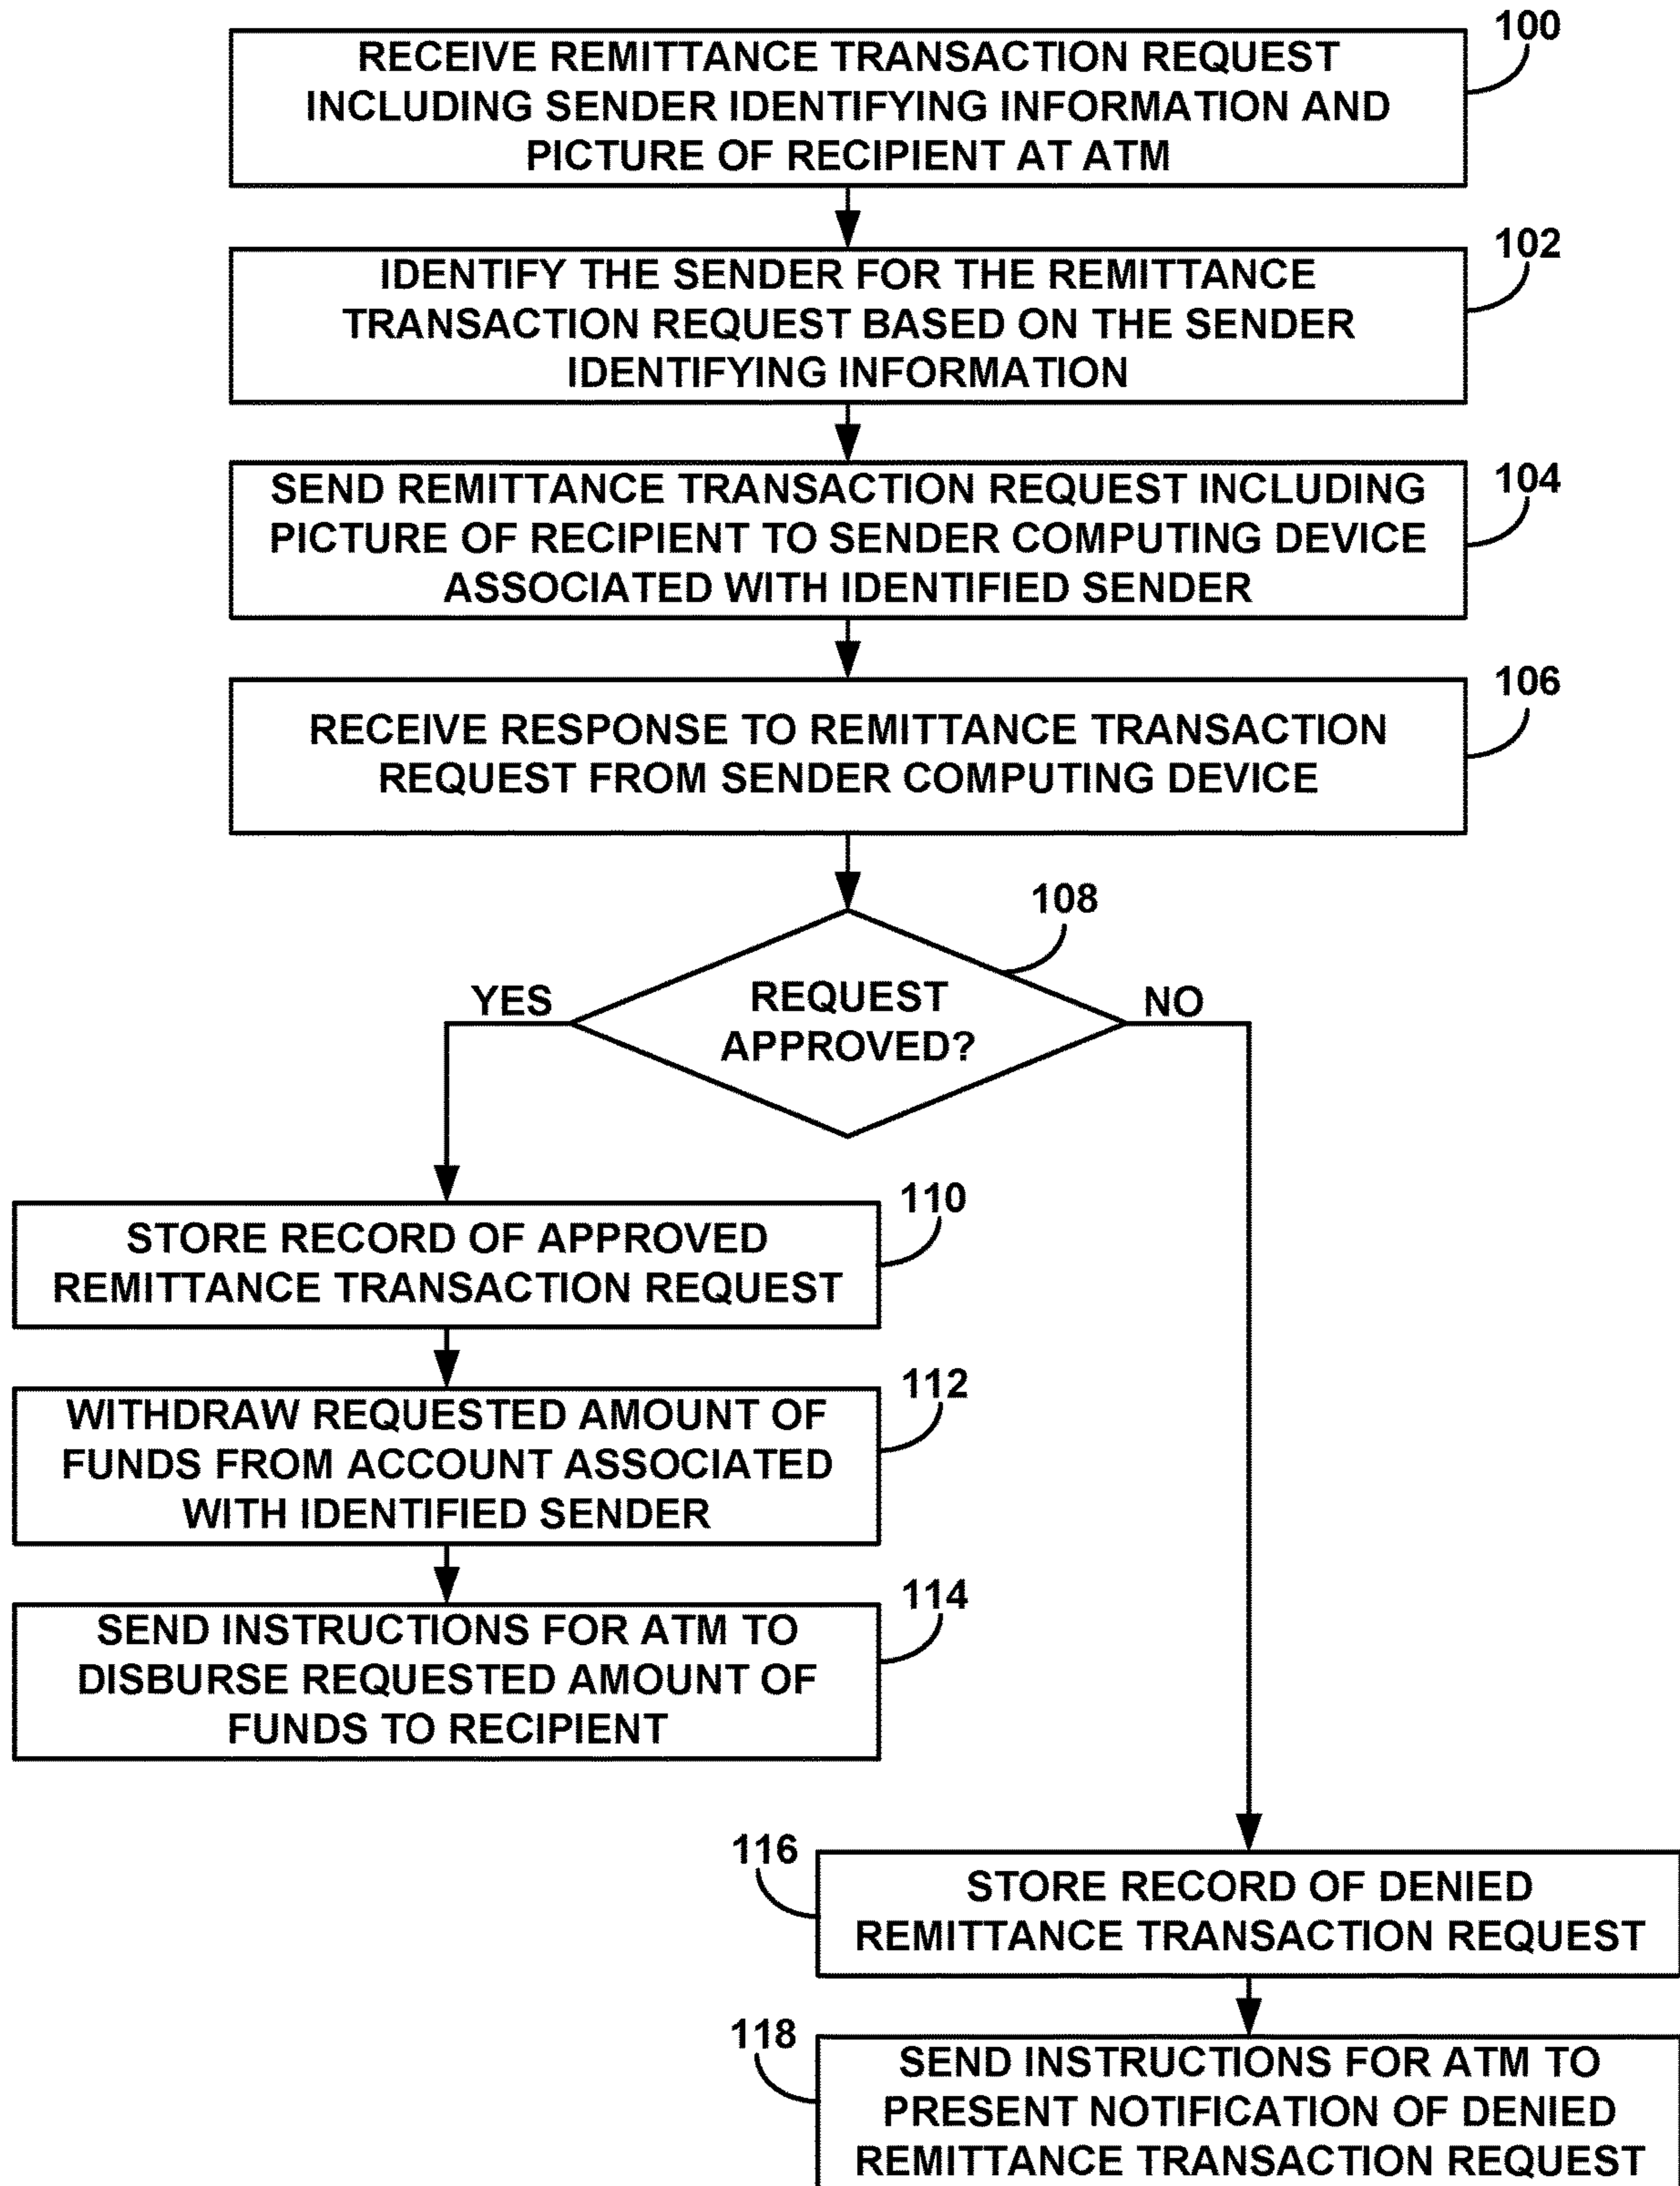 100
RECEIVE REMITTANCE TRANSACTION REQUEST
INCLUDING SENDER IDENTIFYING INFORMATION AND
PICTURE OF RECIPIENT AT ATM
102
IDENTIFY THE SENDER FOR THE REMITTANCE
TRANSACTION REQUEST BASED ON THE SENDER
IDENTIFYING INFORMATION
104
SEND REMITTANCE TRANSACTION REQUEST INCLUDING
PICTURE OF RECIPIENT TO SENDER COMPUTING DEVICE
ASSOCIATED WITH IDENTIFIED SENDER
106
RECEIVE RESPONSE TO REMITTANCE TRANSACTION
REQUEST FROM SENDER COMPUTING DEVICE
108
REQUEST
APPROVED?
YES
NO
110
STORE RECORD OF APPROVED
REMITTANCE TRANSACTION REQUEST
112
WITHDRAW REQUESTED AMOUNT OF
FUNDS FROM ACCOUNT ASSOCIATED
WITH IDENTIFIED SENDER
114
SEND INSTRUCTIONS FOR ATM TO
DISBURSE REQUESTED AMOUNT OF
FUNDS TO RECIPIENT
116
STORE RECORD OF DENIED
REMITTANCE TRANSACTION REQUEST
118
SEND INSTRUCTIONS FOR ATM TO
PRESENT NOTIFICATION OF DENIED
REMITTANCE TRANSACTION REQUEST